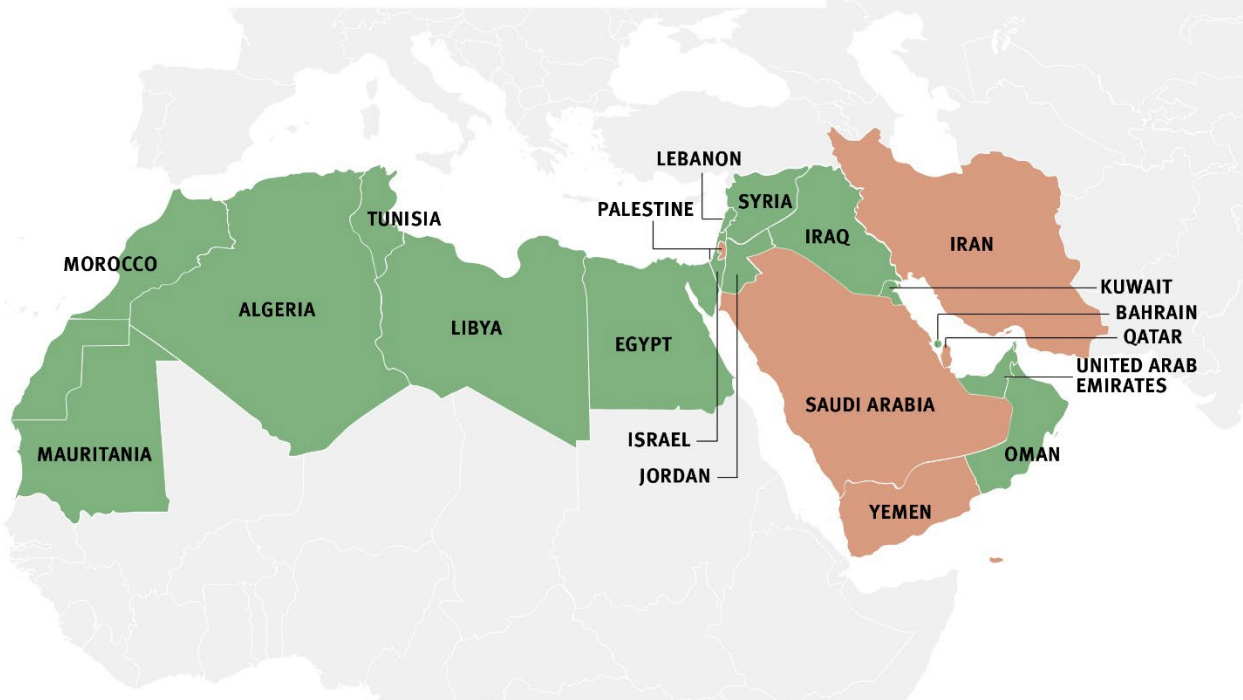 LEBANON
PALESTINE
SYRIA
TUNISIA
IRAQ
IRAN
MOROCCO
KUWAIT
ALGERIA
BAHRAIN
LIBYA
QATAR
EGYPT
UNITED ARAB
EMIRATES
SAUDI ARABIA
ISRAEL
MAURITANIA
OMAN
JORDAN
YEMEN